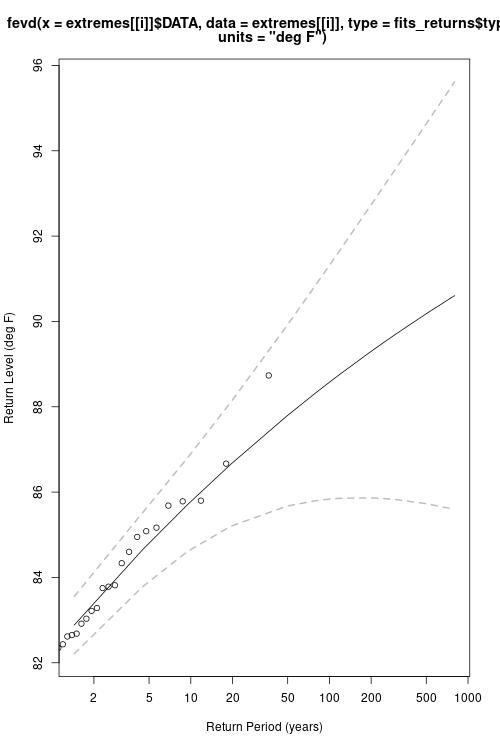 fevd(x = extremes[[i]]$DATA, data = extremes[[i]], type = fits_returns$typ
units = "deg F")
96
94
92
90
88
86
84
82
Return Level (deg F)
2 5 10 20 50 100 200 500 1000
Return Period (years)